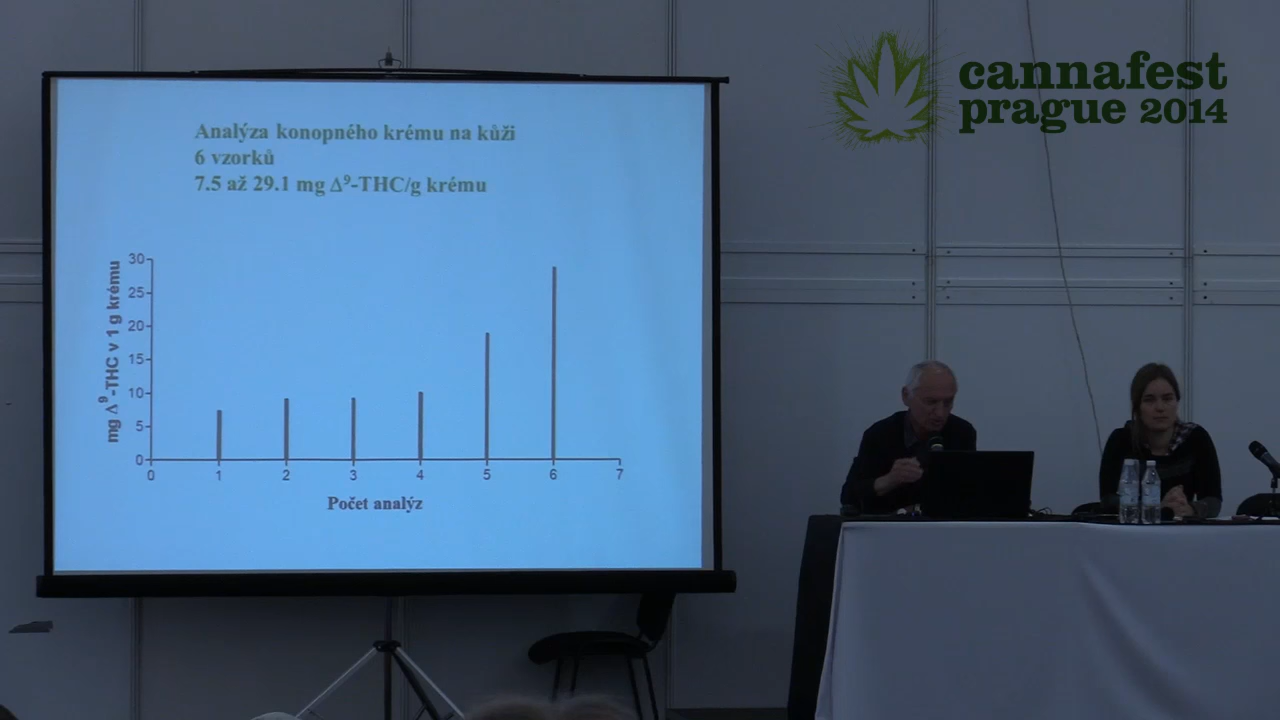 cannafest
prague 2014
Analýza konopného krému na kůži
6 vzorků
7.5 až 29.1 mg Δ⁹-THC/g krému
mg Δ⁹-THC v 1 g krému
30
25
20
15
10
5
0
0 1 2 3 4 5 6 7
Počet analýz